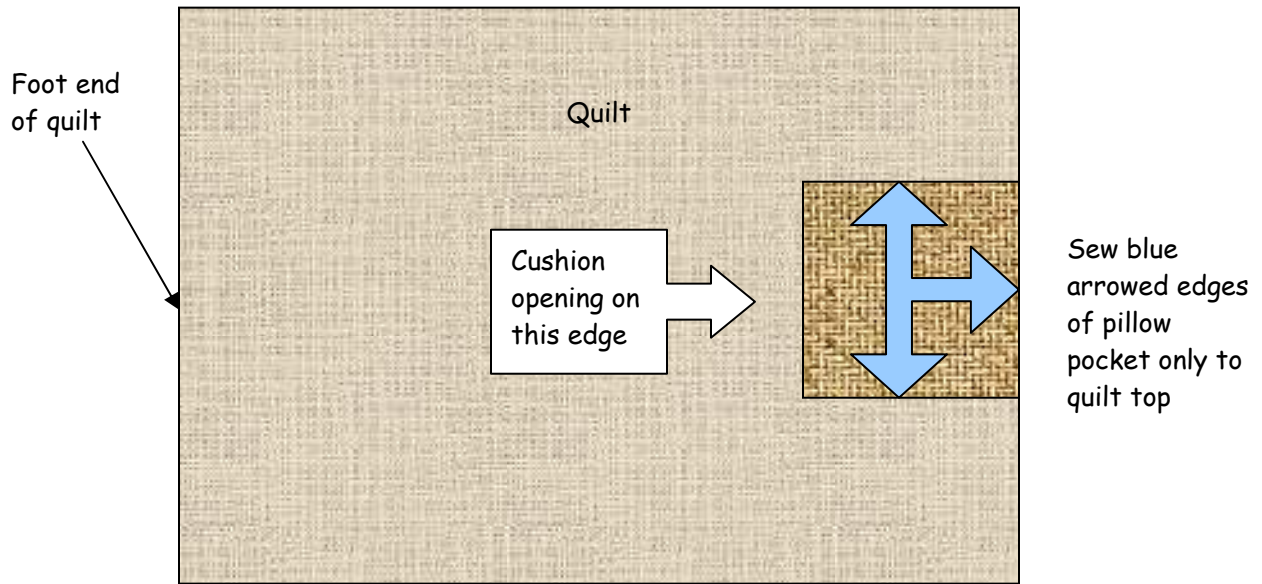 Foot end
of quilt
Quilt
Cushion
opening on
this edge
Sew blue
arrowed edges
of pillow
pocket only to
quilt top